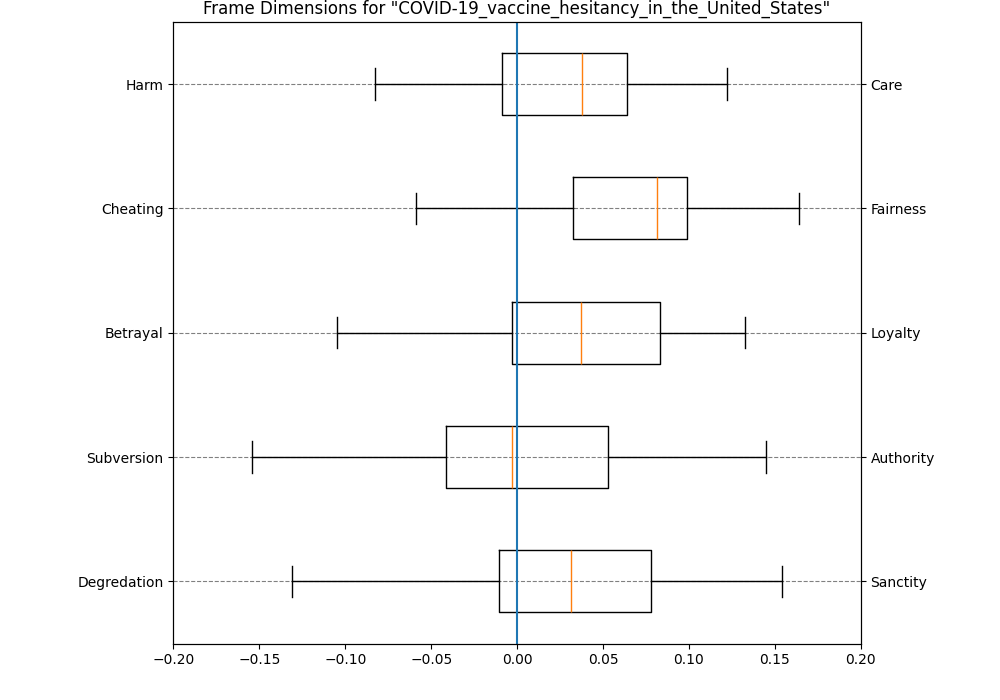 Frame Dimensions for "COVID-19_vaccine_hesitancy_in_the_United_States"
Harm Care
Cheating Fairness
Betrayal Loyalty
Subversion Authority
Degredation Sanctity
−0.20 −0.15 −0.10 −0.05 0.00 0.05 0.10 0.15 0.20